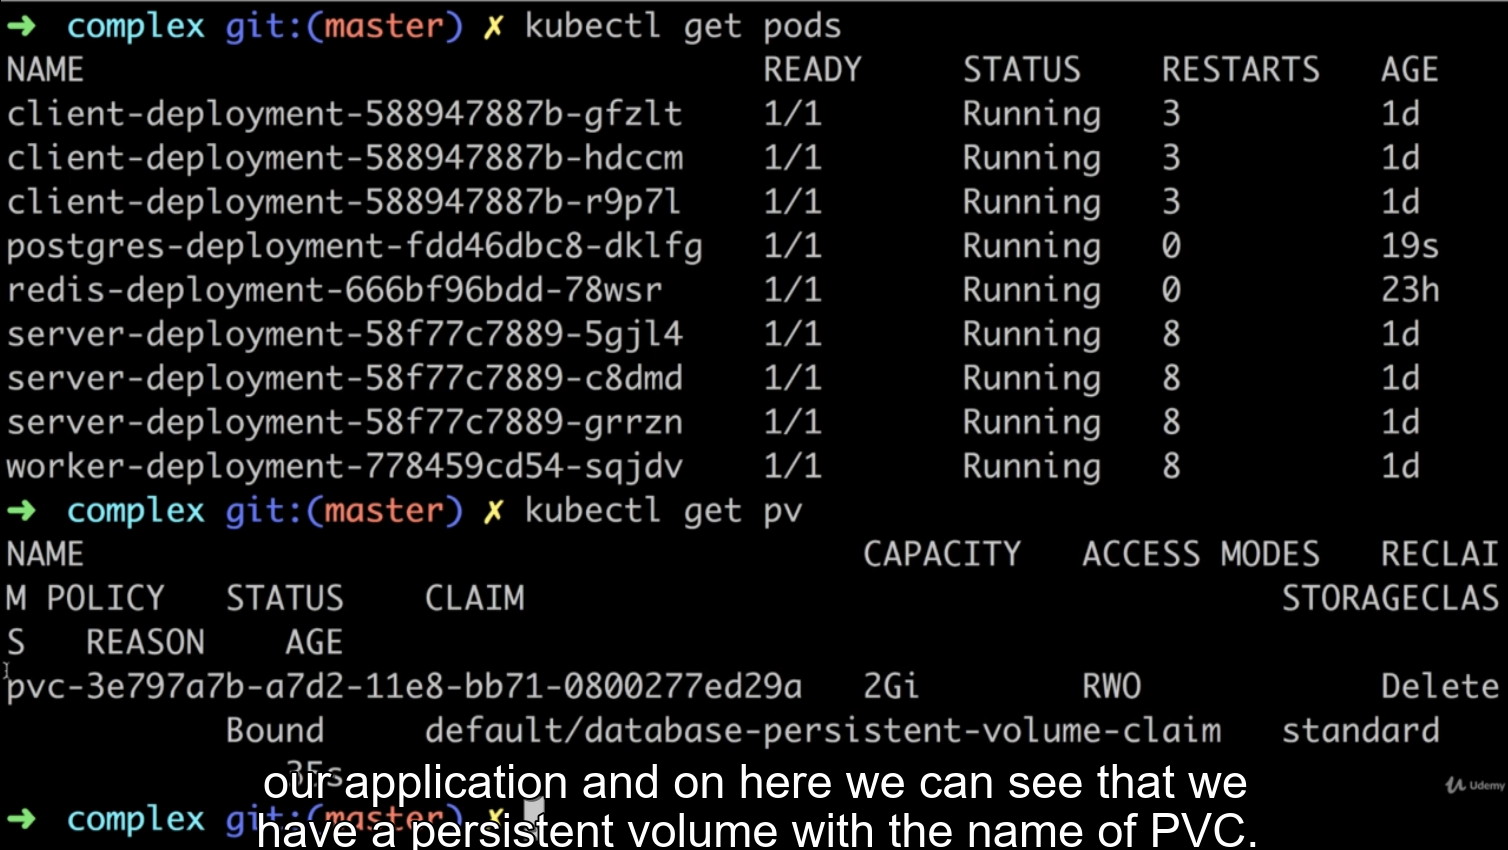 ➜ complex git:(master) ✗ kubectl get pods
NAME READY STATUS RESTARTS AGE
client-deployment-588947887b-gfzlt 1/1 Running 3 1d
client-deployment-588947887b-hdccm 1/1 Running 3 1d
client-deployment-588947887b-r9p7l 1/1 Running 3 1d
postgres-deployment-fdd46dbc8-dklfg 1/1 Running 0 19s
redis-deployment-666bf96bdd-78wsr 1/1 Running 0 23h
server-deployment-58f77c7889-5gjl4 1/1 Running 8 1d
server-deployment-58f77c7889-c8dmd 1/1 Running 8 1d
server-deployment-58f77c7889-grrzn 1/1 Running 8 1d
worker-deployment-778459cd54-sqjdv 1/1 Running 8 1d
➜ complex git:(master) ✗ kubectl get pv
NAME CAPACITY ACCESS MODES RECLAI
M POLICY STATUS CLAIM STORAGECLAS
S REASON AGE
pvc-3e797a7b-a7d2-11e8-bb71-0800277ed29a 2Gi RWO Delete
Bound default/database-persistent-volume-claim standard
35s
our application and on here we can see that we
Udemy
➜ complex git:(master) ✗
have a persistent volume with the name of PVC.